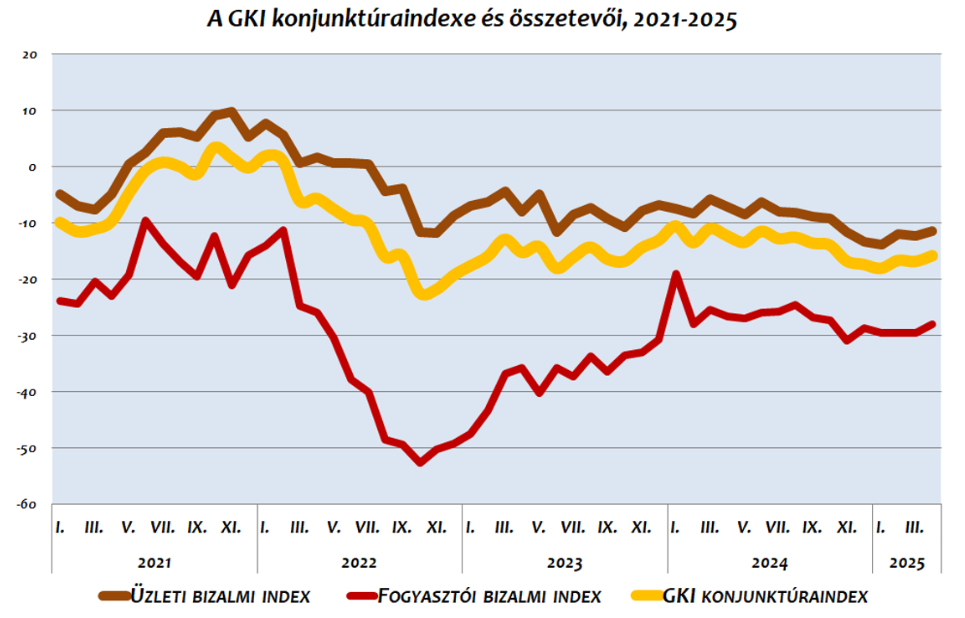 A GKI konjunktúraindexe és összetevői, 2021-2025
20
10
0
-10
-20
-30
-40
-50
-60
I. III. V. VII. IX. XI. I. III. V. VII. IX. XI. I. III. V. VII. IX. XI. I. III. V. VII. IX. XI. I. III.
2021 2022 2023 2024 2025
ÜZLETI BIZALMI INDEX FOGYASZTÓI BIZALMI INDEX GKI KONJUNKTÚRAINDEX